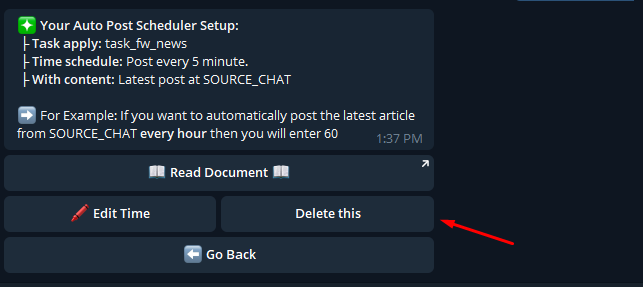 Your Auto Post Scheduler Setup:
├ Task apply: task_fw_news
├ Time schedule: Post every 5 minute.
├ With content: Latest post at SOURCE_CHAT
For Example: If you want to automatically post the latest article
from SOURCE_CHAT every hour then you will enter 60
1:37 PM
Read Document
Edit Time
Delete this
Go Back